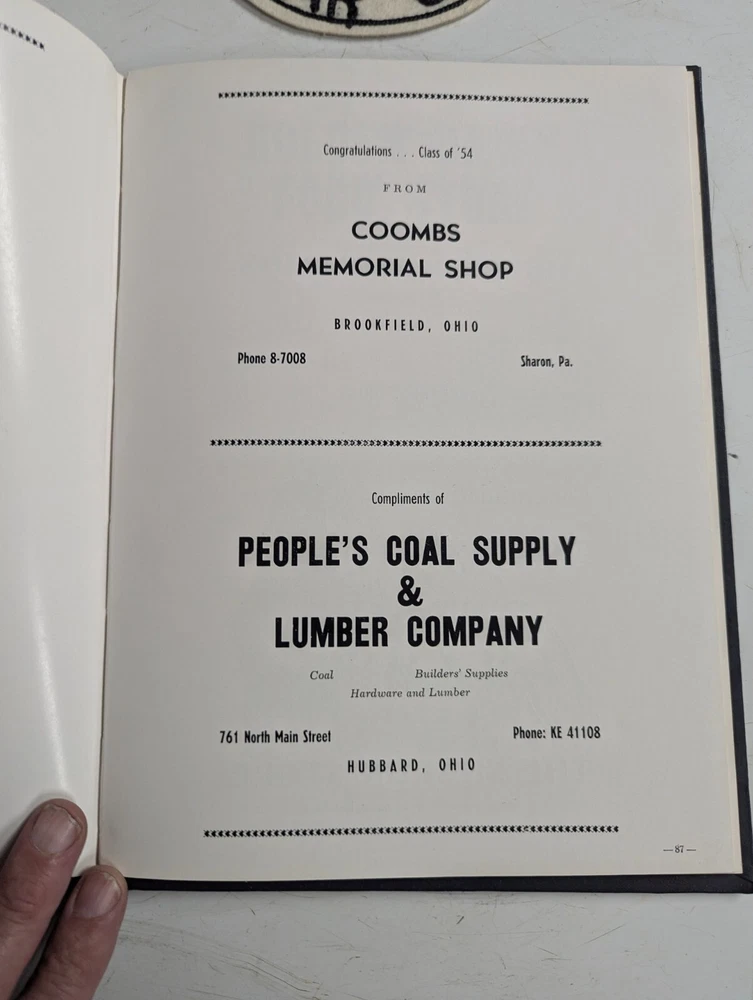 Congratulations . . . Class of '54
FROM
COOMBS
MEMORIAL SHOP
BROOKFIELD, OHIO
Phone 8-7008 Sharon, Pa.
Compliments of
PEOPLE'S COAL SUPPLY
&
LUMBER COMPANY
Coal Builders' Supplies
Hardware and Lumber
761 North Main Street Phone: KE 41108
HUBBARD, OHIO
—87—